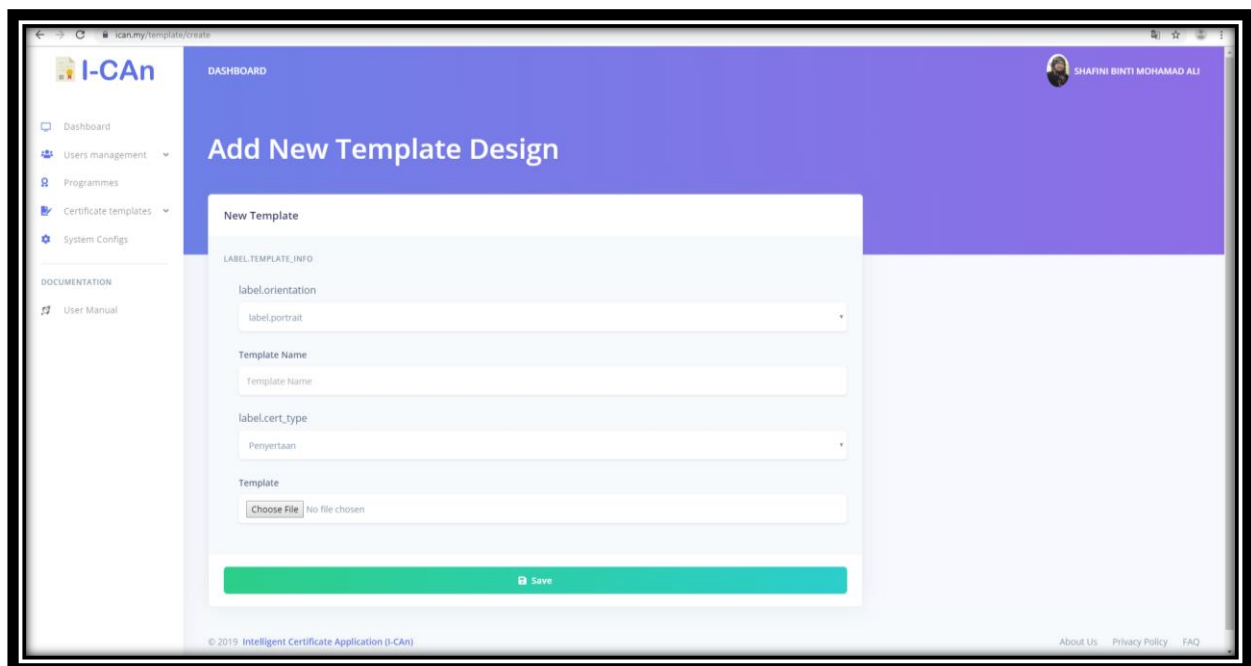 ican.my/template/create
I-CAn
DASHBOARD
SHAFINI BINTI MOHAMAD ALI
Dashboard
Users management
Programmes
Certificate templates
System Configs
DOCUMENTATION
User Manual
Add New Template Design
New Template
LABEL.TEMPLATE_INFO
label.orientation
label.portrait
Template Name
Template Name
label.cert_type
Penyertaan
Template
Choose File No file chosen
Save
© 2019 Intelligent Certificate Application (I-CAn)
About Us Privacy Policy FAQ